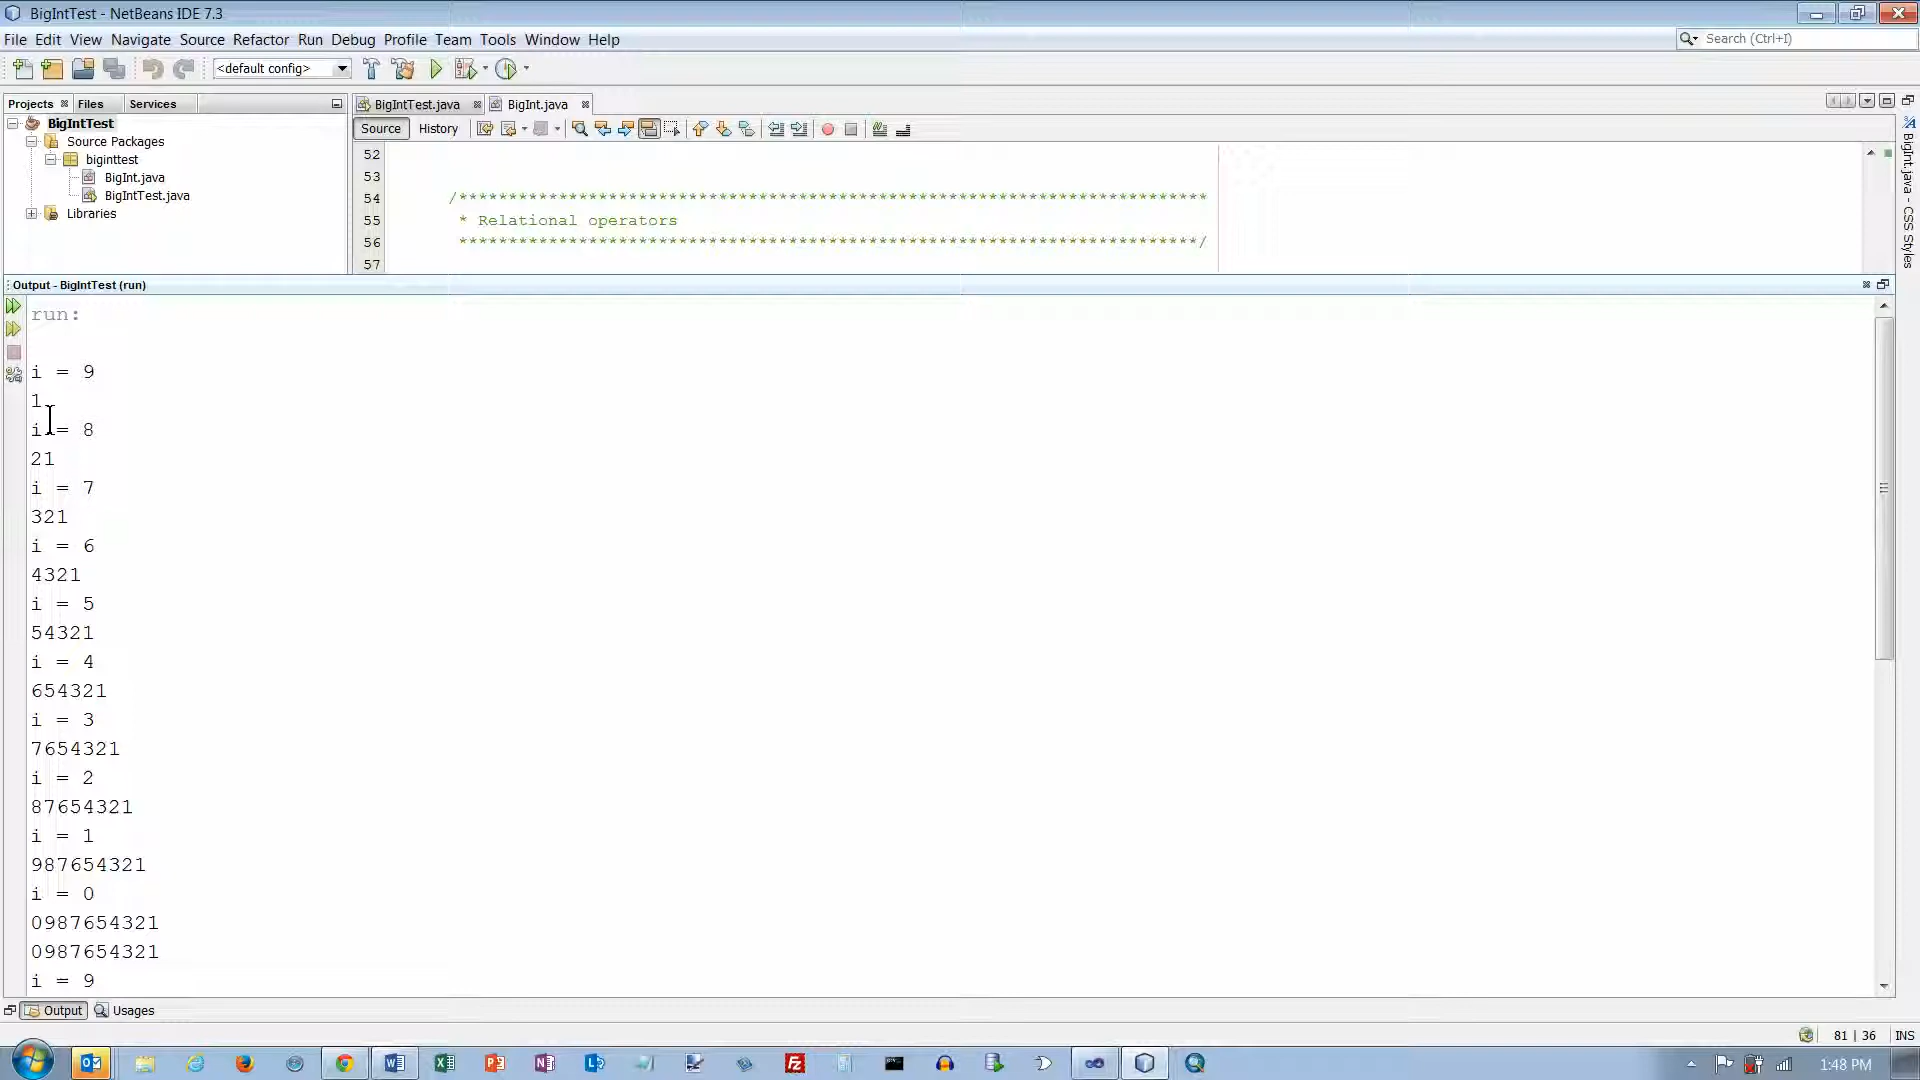 BigIntTest - NetBeans IDE 7.3
File Edit View Navigate Source Refactor Run Debug Profile Team Tools Window Help
Search (Ctrl+I)
<default config>
Projects Files Services
BigIntTest.java BigInt.java
Source History
BigIntTest
Source Packages
biginttest
BigInt.java
BigIntTest.java
Libraries
52
53
54 /***************************************************************************
55 * Relational operators
56 **************************************************************************/
57
BigInt.java - CSS Styles
Output - BigIntTest (run)
run:
i = 9
1
i = 8
21
i = 7
321
i = 6
4321
i = 5
54321
i = 4
654321
i = 3
7654321
i = 2
87654321
i = 1
987654321
i = 0
0987654321
0987654321
i = 9
Output Usages
81 | 36 INS
1:48 PM